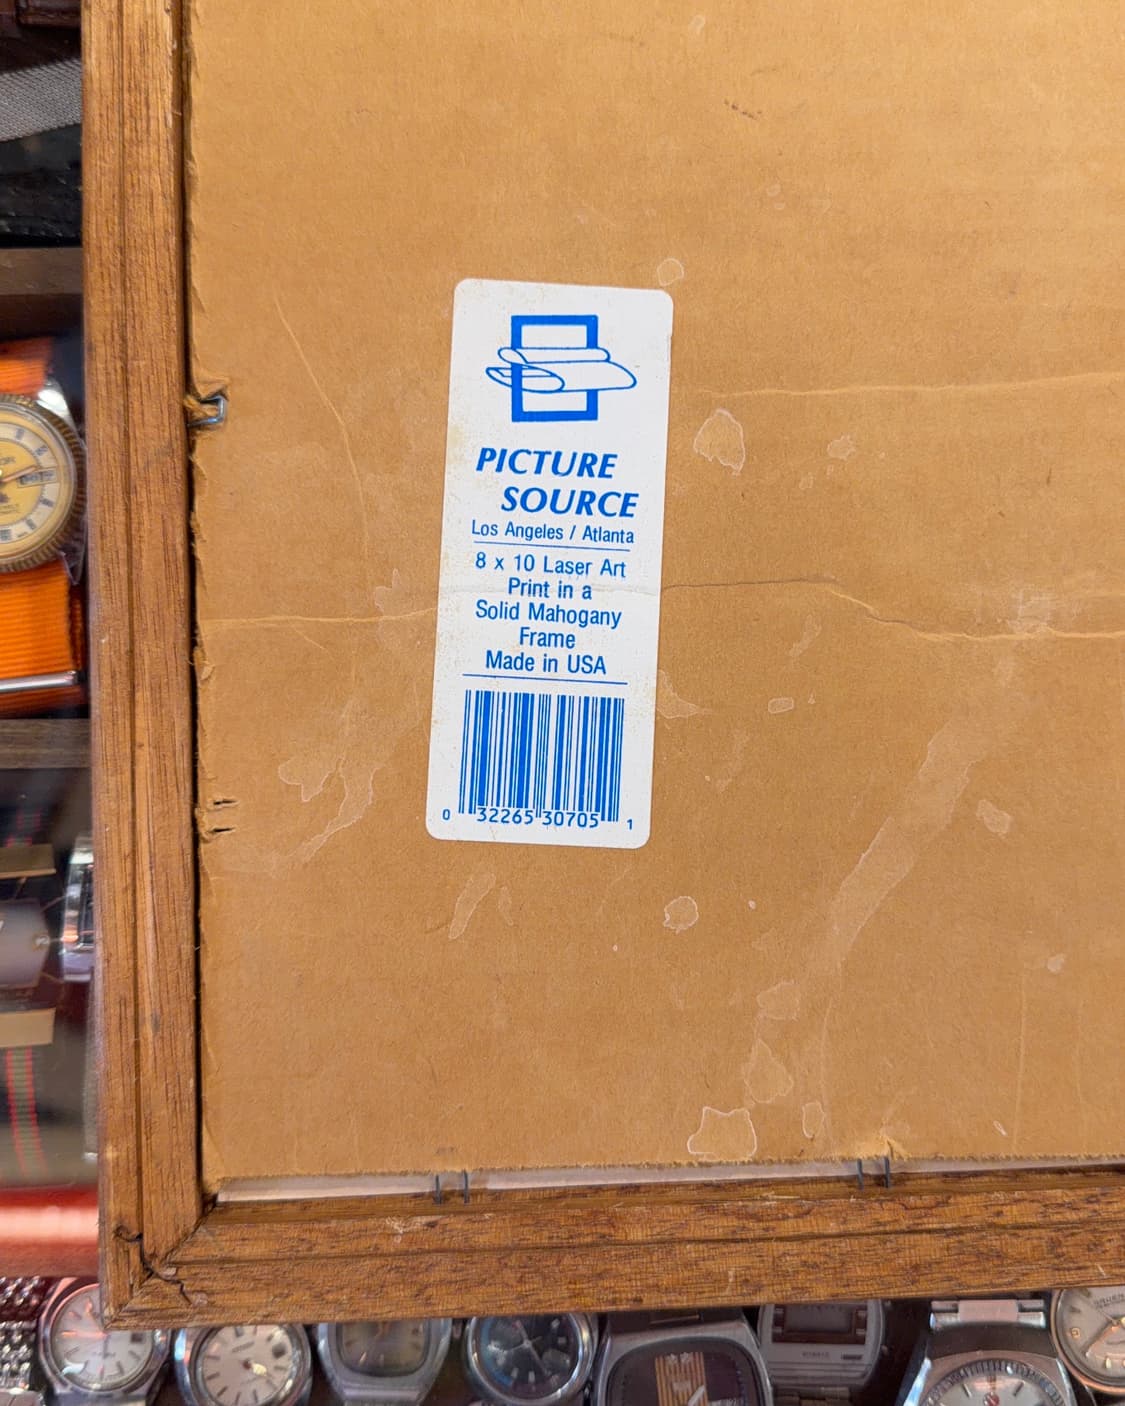 PICTURE
SOURCE
Los Angeles / Atlanta
8 x 10 Laser Art
Print in a
Solid Mahogany
Frame
Made in USA
0 32265 30705 1